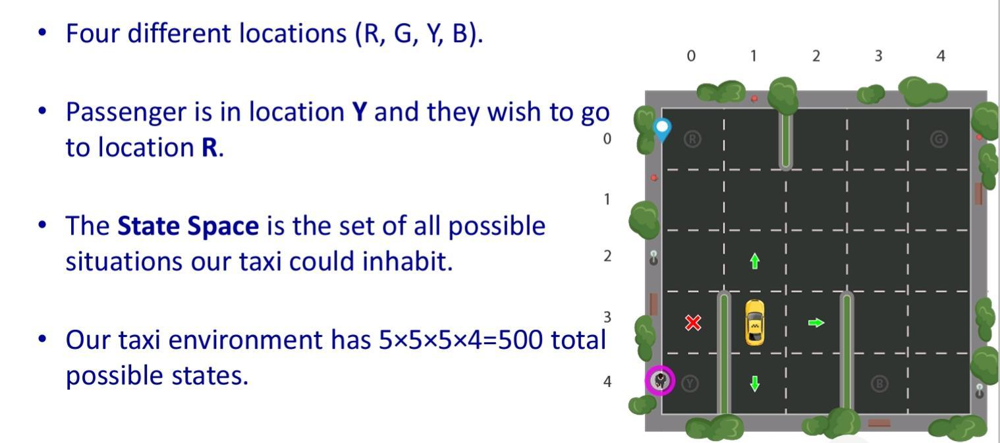 • Four different locations (R, G, Y, B).
• Passenger is in location Y and they wish to go
to location R.
• The State Space is the set of all possible
situations our taxi could inhabit.
• Our taxi environment has 5×5×5×4=500 total
possible states.
0 1 2 3 4
0
R G
1
2
3
4
Y B